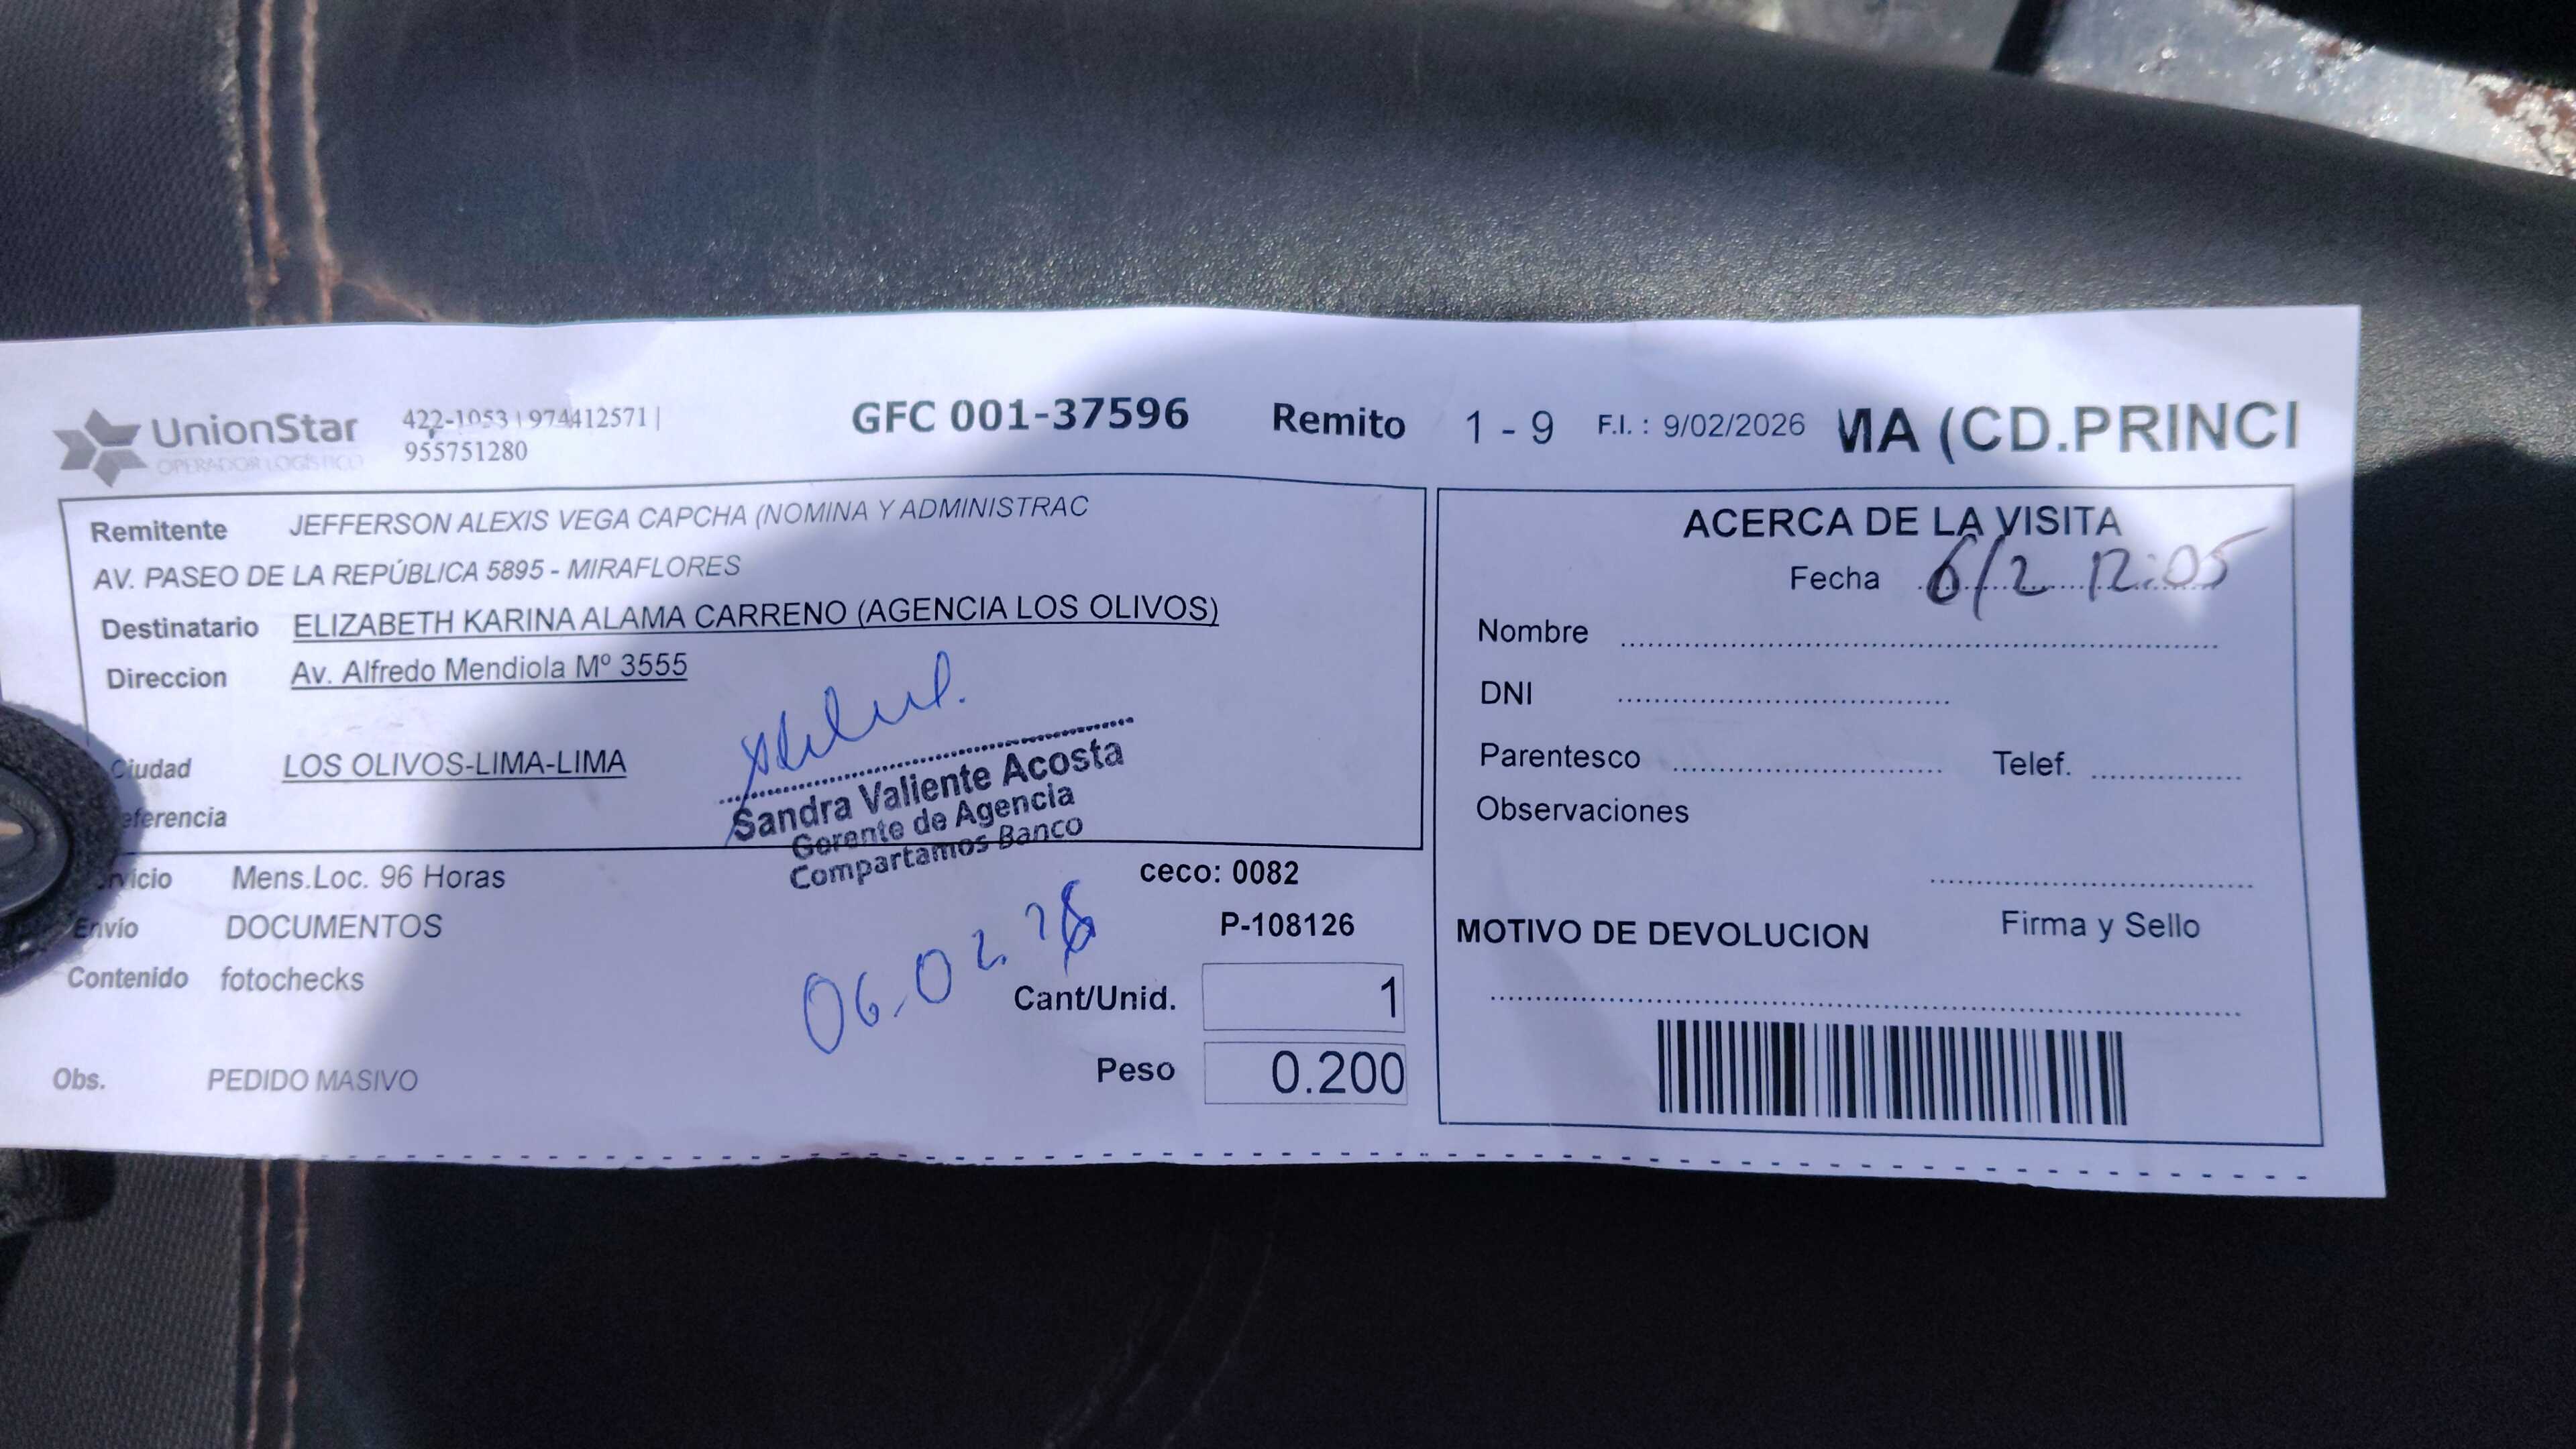 UnionStar
OPERADOR LOGÍSTICO
422-1053 | 974412571 |
955751280
GFC 001-37596
Remito 1 - 9
F.I. : 9/02/2026
MA (CD.PRINCI
Remitente JEFFERSON ALEXIS VEGA CAPCHA (NOMINA Y ADMINISTRAC
AV. PASEO DE LA REPÚBLICA 5895 - MIRAFLORES
Destinatario ELIZABETH KARINA ALAMA CARRENO (AGENCIA LOS OLIVOS)
Direccion Av. Alfredo Mendiola Mº 3555
Ciudad LOS OLIVOS-LIMA-LIMA
eferencia
Sandra Valiente Acosta
Gerente de Agencia
Compartamos Banco
rvicio Mens.Loc. 96 Horas
ceco: 0082
Envío DOCUMENTOS
P-108126
Contenido fotochecks
06.02.26
Cant/Unid. 1
Peso 0.200
Obs. PEDIDO MASIVO
ACERCA DE LA VISITA
Fecha 6/2 12:05
Nombre
DNI
Parentesco Telef.
Observaciones
Firma y Sello
MOTIVO DE DEVOLUCION